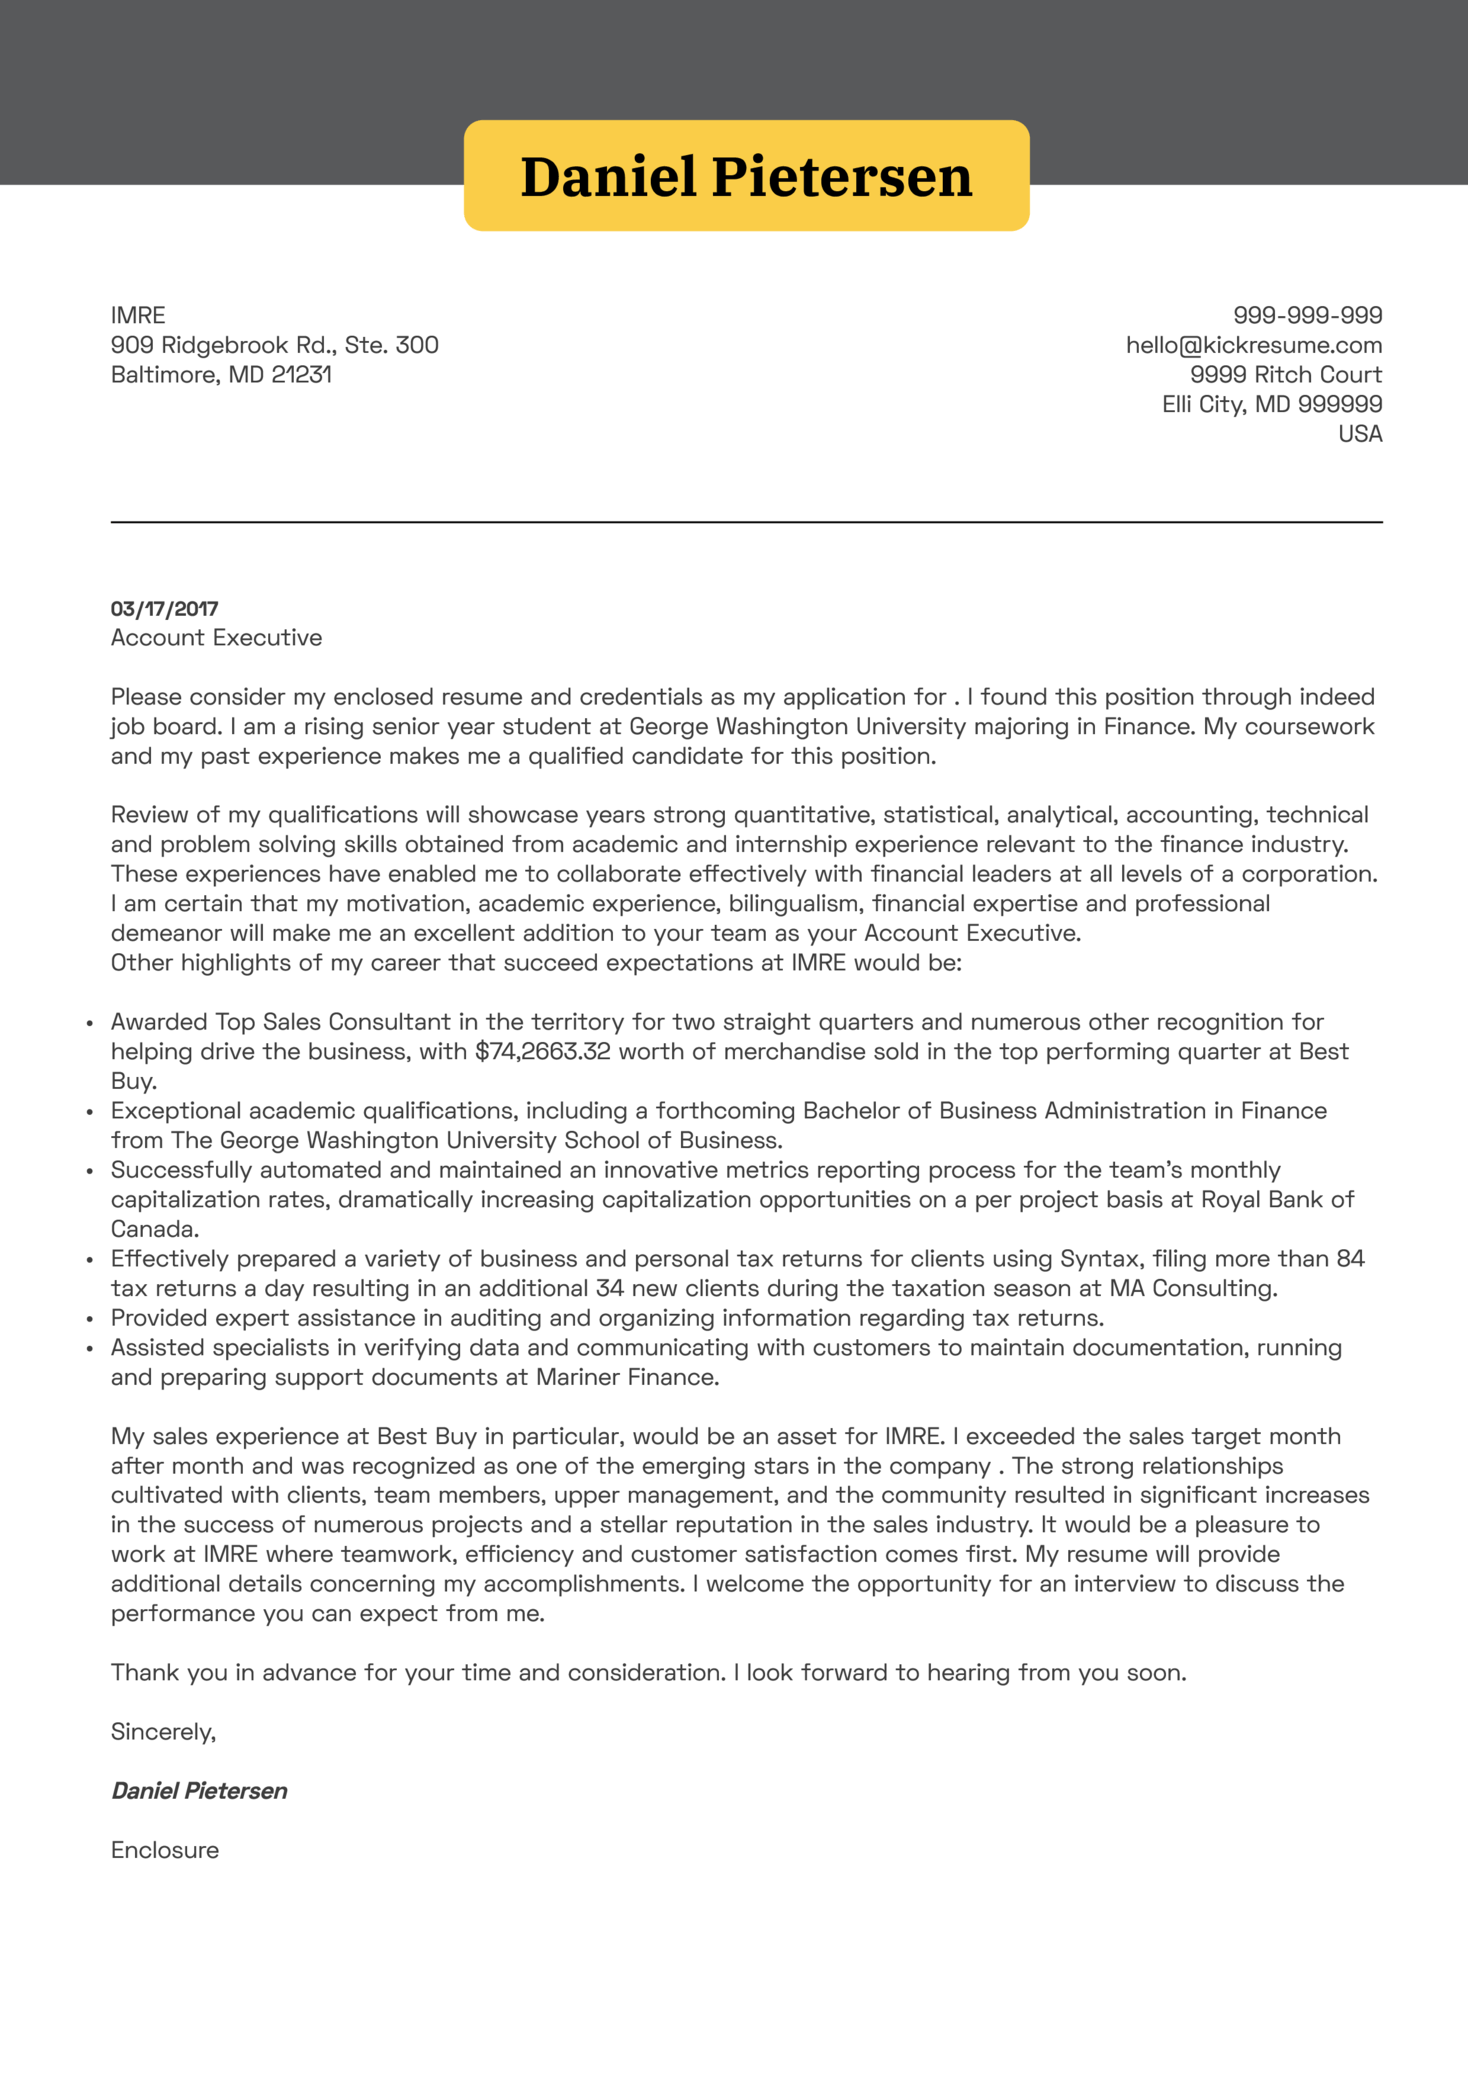 Daniel Pietersen
IMRE
909 Ridgebrook Rd., Ste. 300
Baltimore, MD 21231
999-999-999
hello@kickresume.com
9999 Ritch Court
Elli City, MD 999999
USA
03/17/2017
Account Executive
Please consider my enclosed resume and credentials as my application for . I found this position through indeed
job board. I am a rising senior year student at George Washington University majoring in Finance. My coursework
and my past experience makes me a qualified candidate for this position.
Review of my qualifications will showcase years strong quantitative, statistical, analytical, accounting, technical
and problem solving skills obtained from academic and internship experience relevant to the finance industry.
These experiences have enabled me to collaborate effectively with financial leaders at all levels of a corporation.
I am certain that my motivation, academic experience, bilingualism, financial expertise and professional
demeanor will make me an excellent addition to your team as your Account Executive.
Other highlights of my career that succeed expectations at IMRE would be:
• Awarded Top Sales Consultant in the territory for two straight quarters and numerous other recognition for
helping drive the business, with $74,2663.32 worth of merchandise sold in the top performing quarter at Best
Buy.
• Exceptional academic qualifications, including a forthcoming Bachelor of Business Administration in Finance
from The George Washington University School of Business.
• Successfully automated and maintained an innovative metrics reporting process for the team’s monthly
capitalization rates, dramatically increasing capitalization opportunities on a per project basis at Royal Bank of
Canada.
• Effectively prepared a variety of business and personal tax returns for clients using Syntax, filing more than 84
tax returns a day resulting in an additional 34 new clients during the taxation season at MA Consulting.
• Provided expert assistance in auditing and organizing information regarding tax returns.
• Assisted specialists in verifying data and communicating with customers to maintain documentation, running
and preparing support documents at Mariner Finance.
My sales experience at Best Buy in particular, would be an asset for IMRE. I exceeded the sales target month
after month and was recognized as one of the emerging stars in the company . The strong relationships
cultivated with clients, team members, upper management, and the community resulted in significant increases
in the success of numerous projects and a stellar reputation in the sales industry. It would be a pleasure to
work at IMRE where teamwork, efficiency and customer satisfaction comes first. My resume will provide
additional details concerning my accomplishments. I welcome the opportunity for an interview to discuss the
performance you can expect from me.
Thank you in advance for your time and consideration. I look forward to hearing from you soon.
Sincerely,
Daniel Pietersen
Enclosure